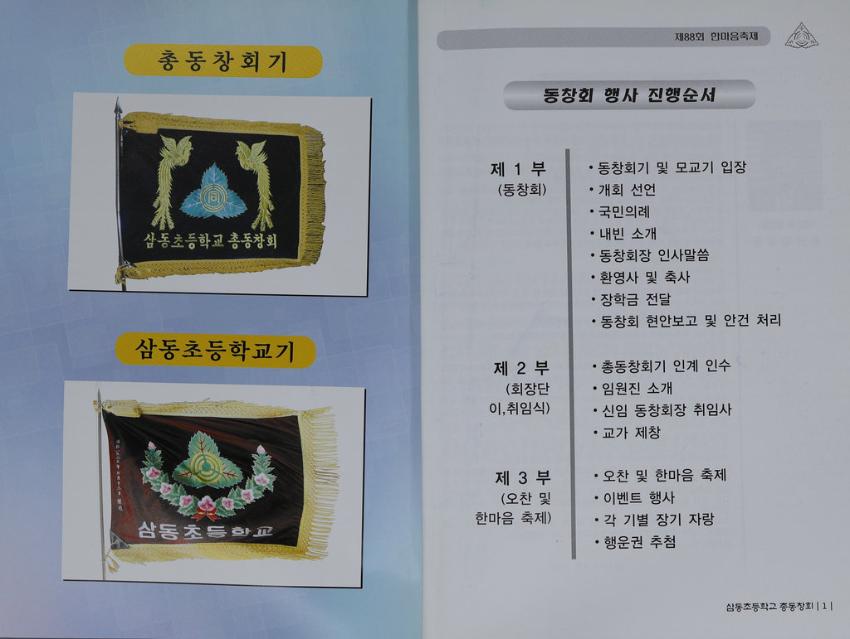 총동창회기
同
삼동초등학교 총동창회
삼동초등학교기
삼동초등학교
제88회 한마음축제
동창회 행사 진행순서
제 1 부
(동창회)
• 동창회기 및 모교기 입장
• 개회 선언
• 국민의례
• 내빈 소개
• 동창회장 인사말씀
• 환영사 및 축사
• 장학금 전달
• 동창회 현안보고 및 안건 처리
제 2 부
(회장단
이,취임식)
• 총동창회기 인계 인수
• 임원진 소개
• 신임 동창회장 취임사
• 교가 제창
제 3 부
(오찬 및
한마음 축제)
• 오찬 및 한마음 축제
• 이벤트 행사
• 각 기별 장기 자랑
• 행운권 추첨
삼동초등학교 총동창회 | 1 |